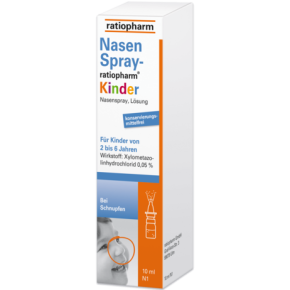 ratiopharm
Nasen
Spray-
ratiopharm®
Kinder
Nasenspray, Lösung
konservierungs-
mittelfrei
Für Kinder von
2 bis 6 Jahren
Wirkstoff: Xylometazo-
linhydrochlorid 0,05 %
Bei
Schnupfen
10 ml
N1
ratiopharm